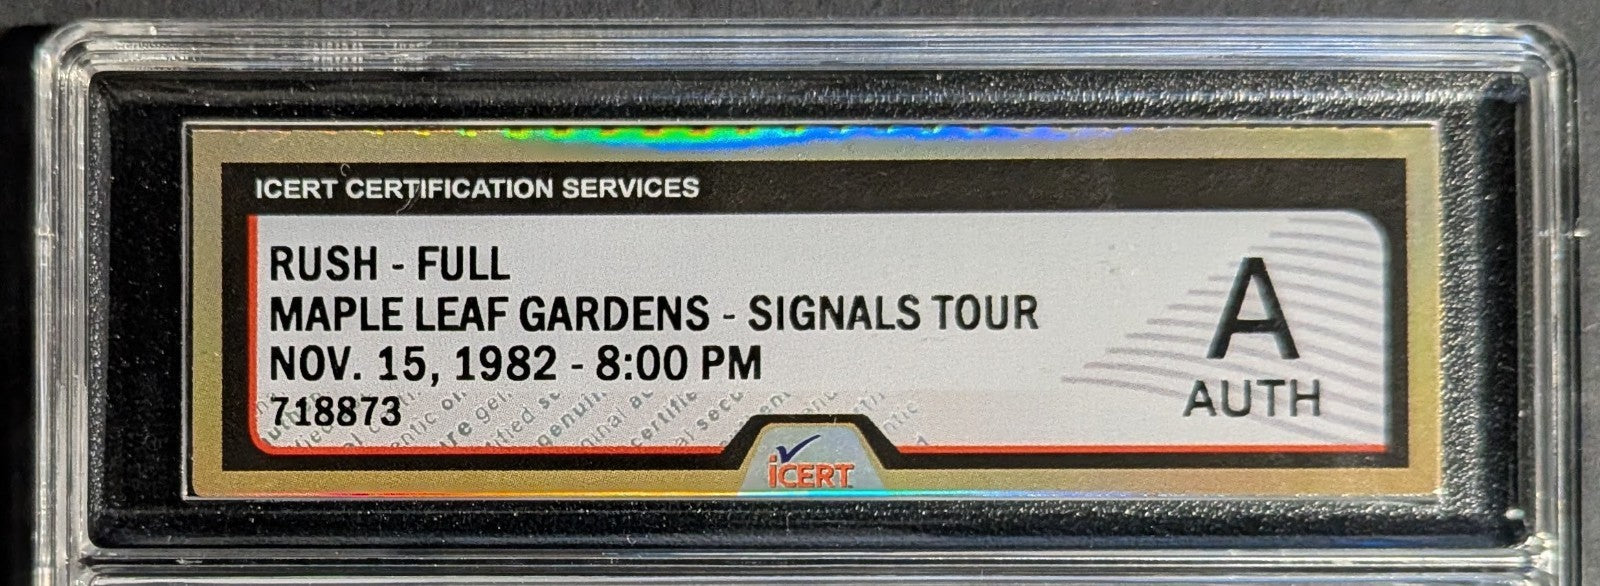 ICERT CERTIFICATION SERVICES
RUSH - FULL
MAPLE LEAF GARDENS - SIGNALS TOUR
NOV. 15, 1982 - 8:00 PM
718873
A
AUTH
iCERT